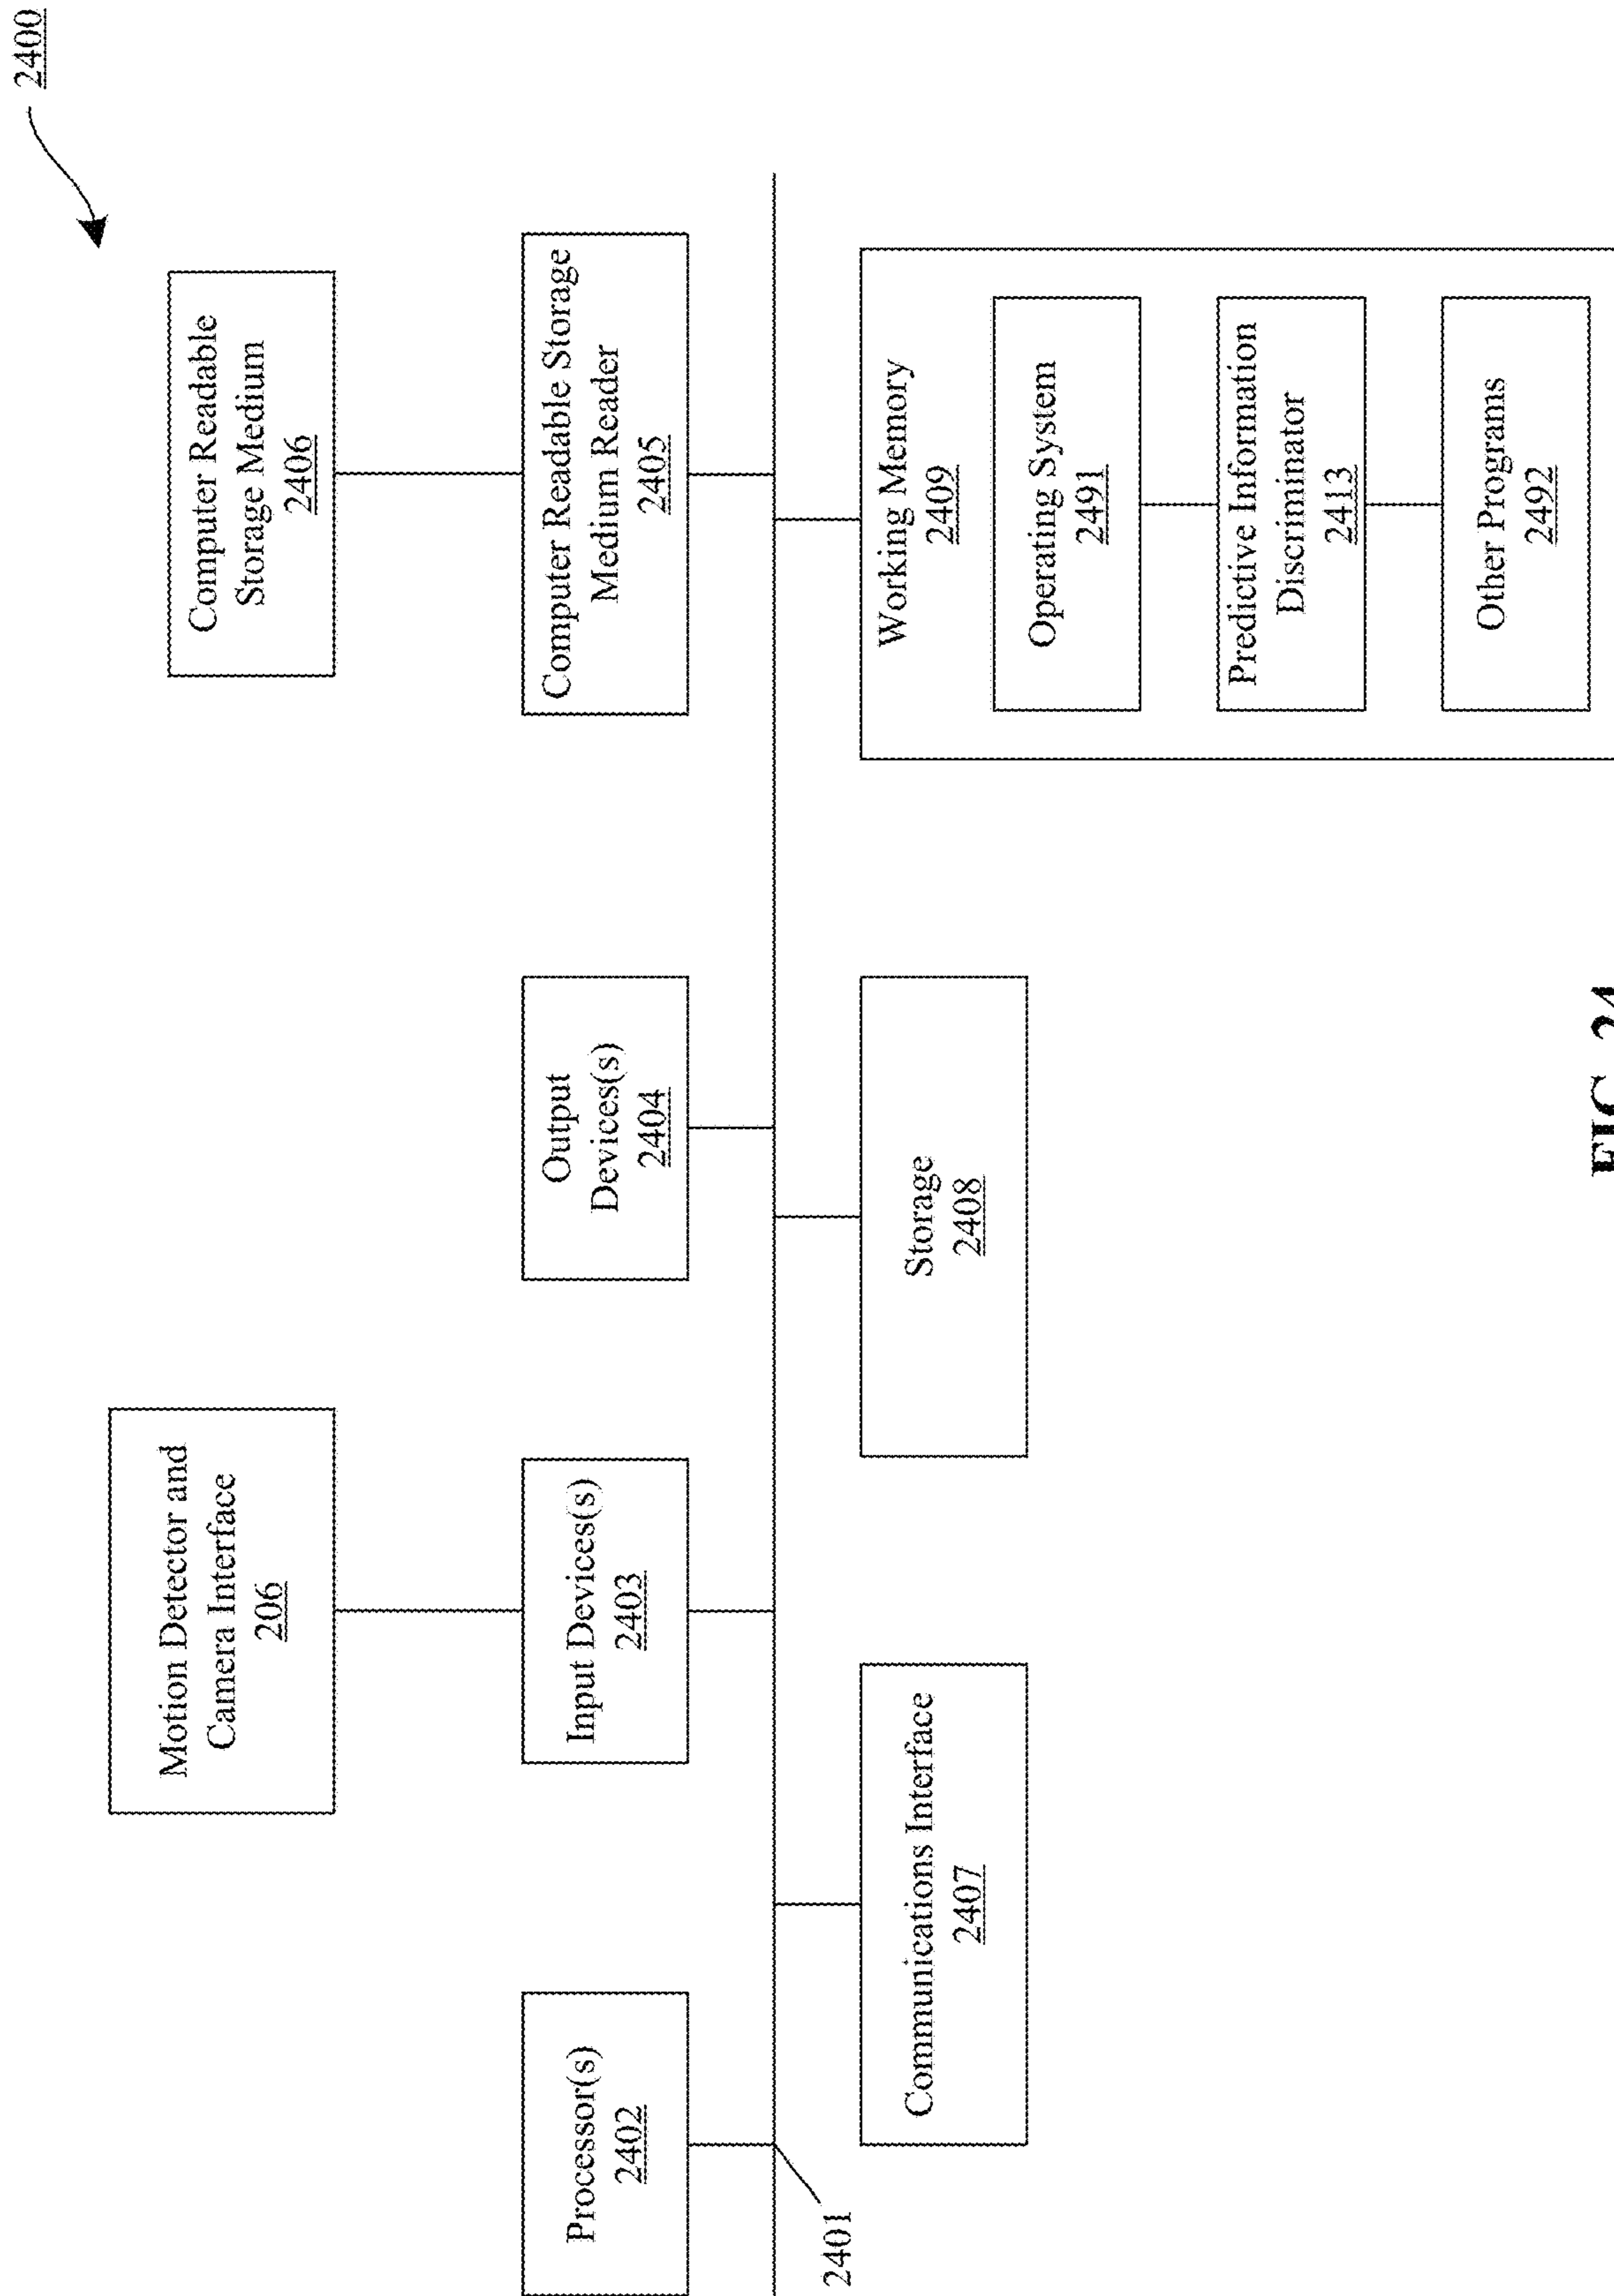 2400
Motion Detector and
Camera Interface
206
Computer Readable
Storage Medium
2406
Processor(s)
2402
Input Devices(s)
2403
Output
Devices(s)
2404
Computer Readable Storage
Medium Reader
2405
2401
Communications Interface
2407
Storage
2408
Working Memory
2409
Operating System
2491
Predictive Information
Discriminator
2413
Other Programs
2492
FIG. 24